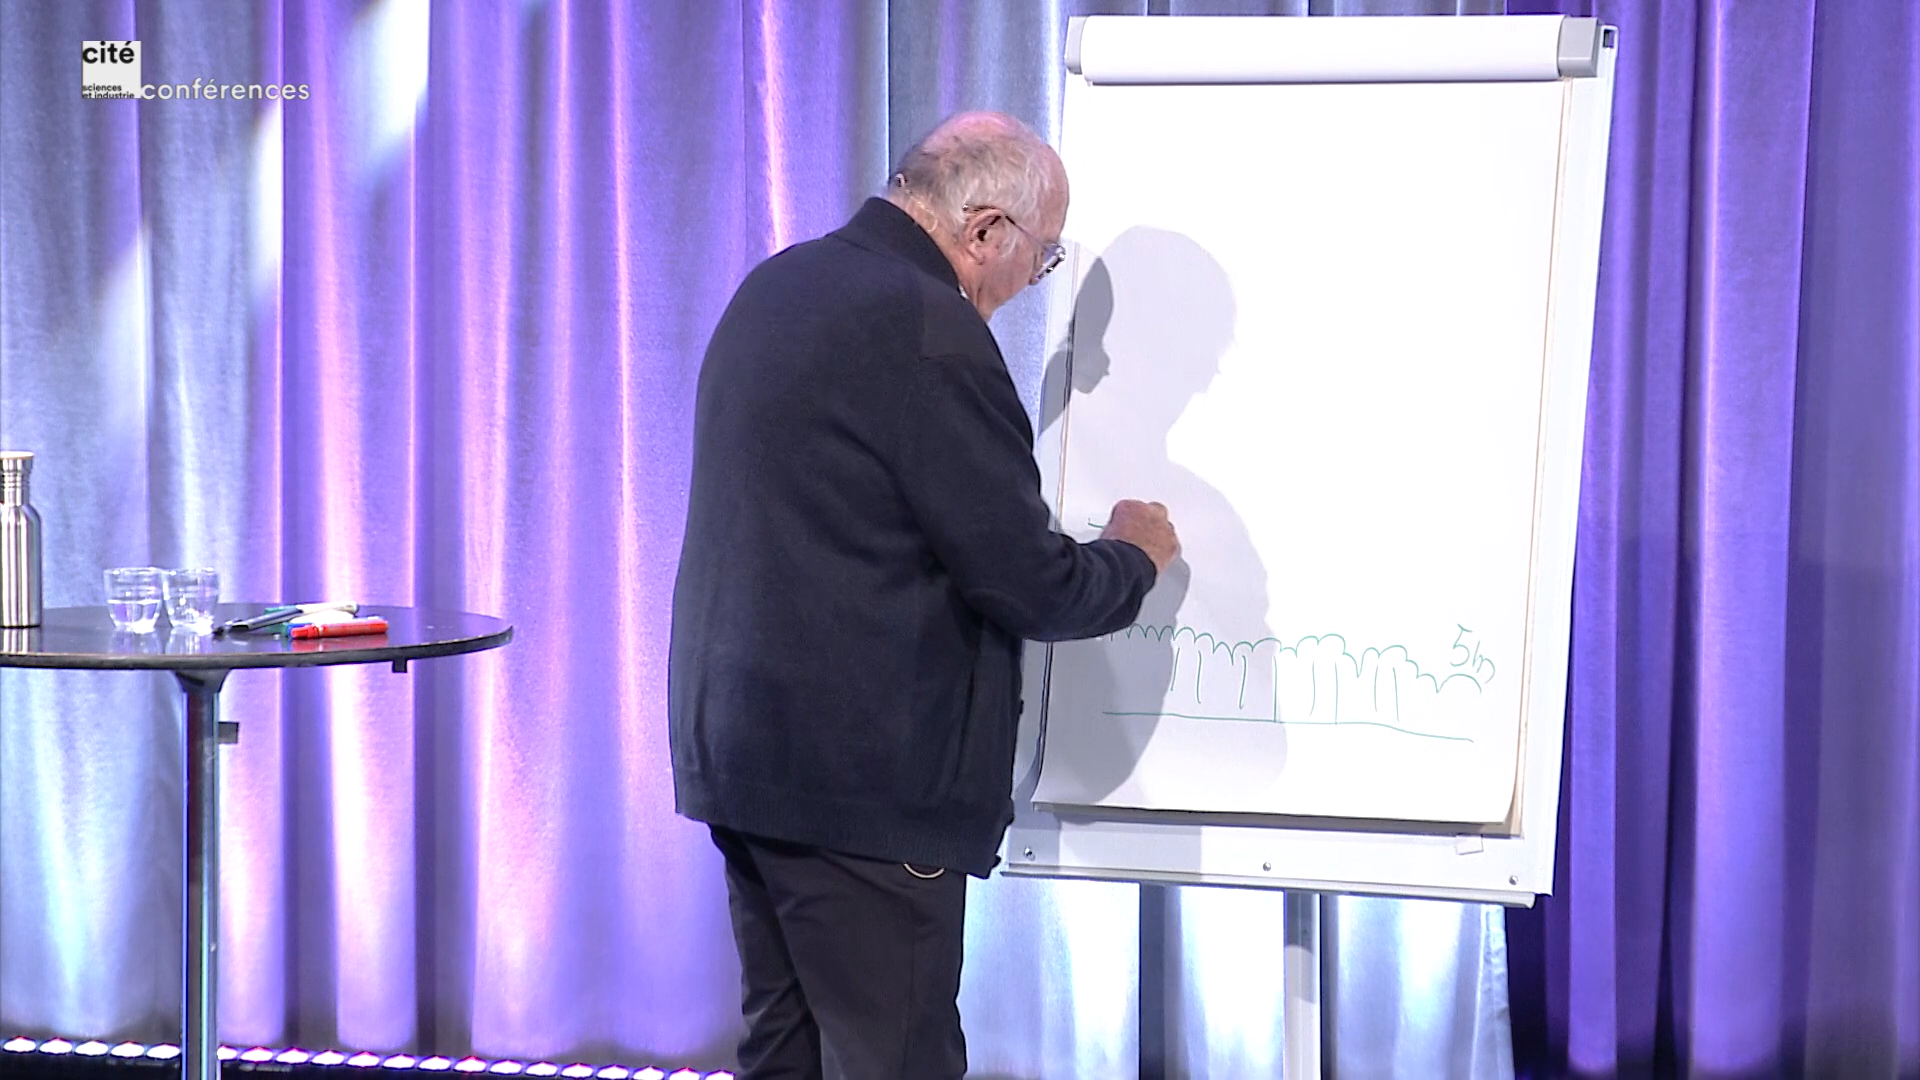 cité
sciences
et industrie
conférences
5m